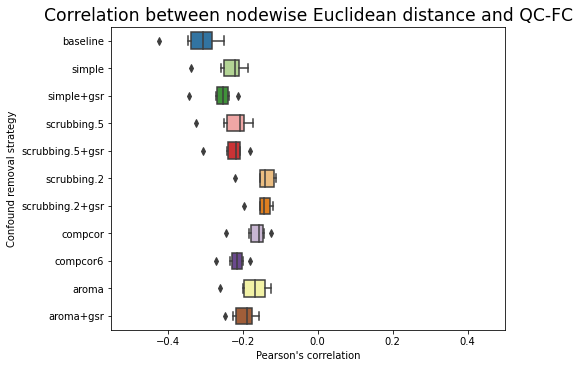 Correlation between nodewise Euclidean distance and QC-FC
Confound removal strategy
baseline
simple
simple+gsr
scrubbing.5
scrubbing.5+gsr
scrubbing.2
scrubbing.2+gsr
compcor
compcor6
aroma
aroma+gsr
−0.4 −0.2 0.0 0.2 0.4
Pearson's correlation